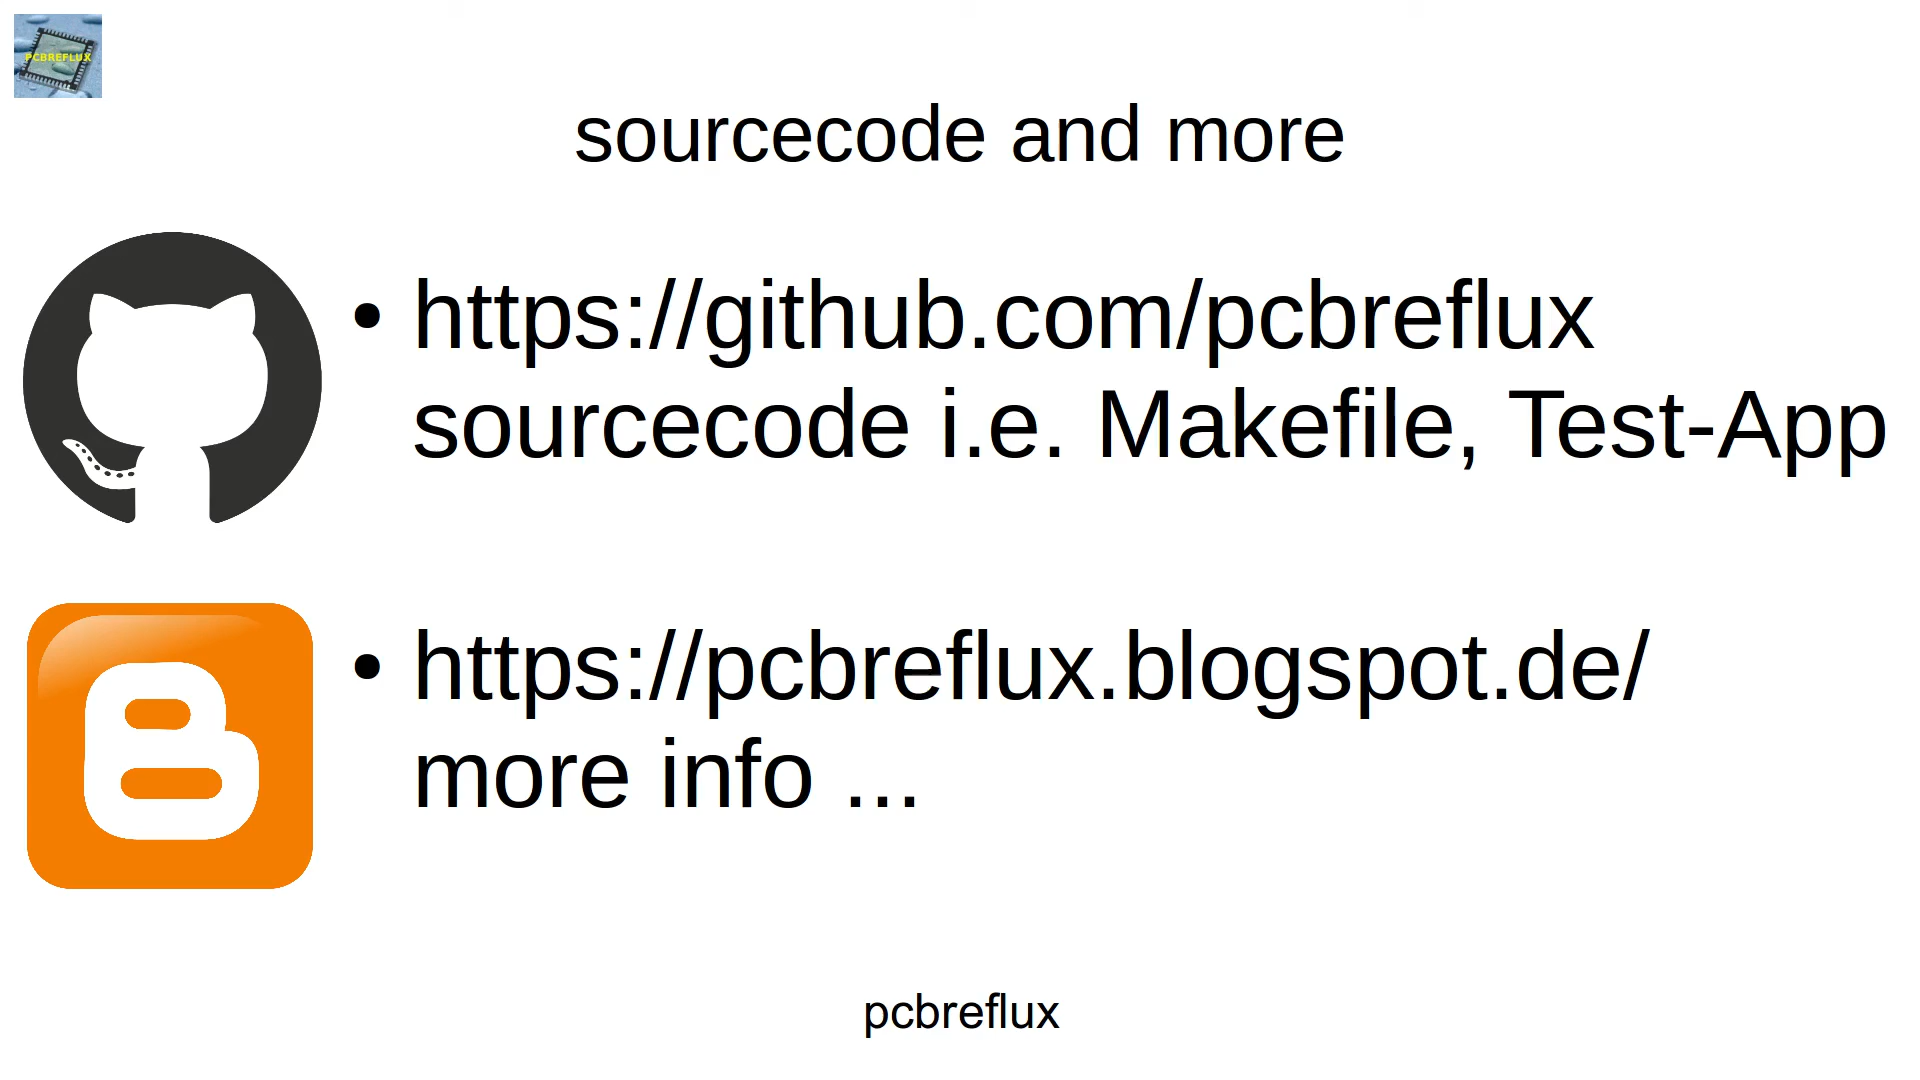 PCBREFLUX
sourcecode and more
• https://github.com/pcbreflux
sourcecode i.e. Makefile, Test-App
• https://pcbreflux.blogspot.de/
more info ...
pcbreflux